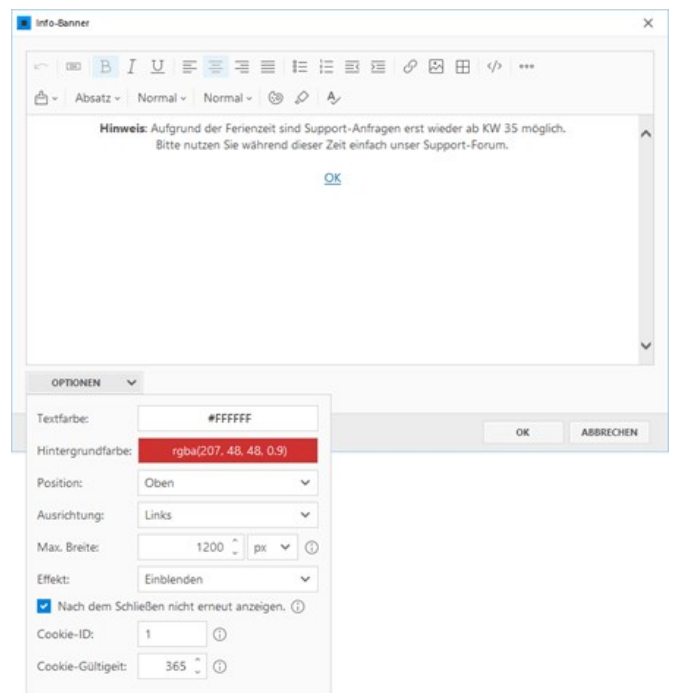 Info-Banner
B I U
Absatz Normal Normal
Hinweis: Aufgrund der Ferienzeit sind Support-Anfragen erst wieder ab KW 35 möglich.
Bitte nutzen Sie während dieser Zeit einfach unser Support-Forum.
OK
OPTIONEN
OK ABBRECHEN
Textfarbe: #FFFFFF
Hintergrundfarbe: rgba(207, 48, 48, 0.9)
Position: Oben
Ausrichtung: Links
Max. Breite: 1200 px
Effekt: Einblenden
Nach dem Schließen nicht erneut anzeigen.
Cookie-ID: 1
Cookie-Gültigeit: 365